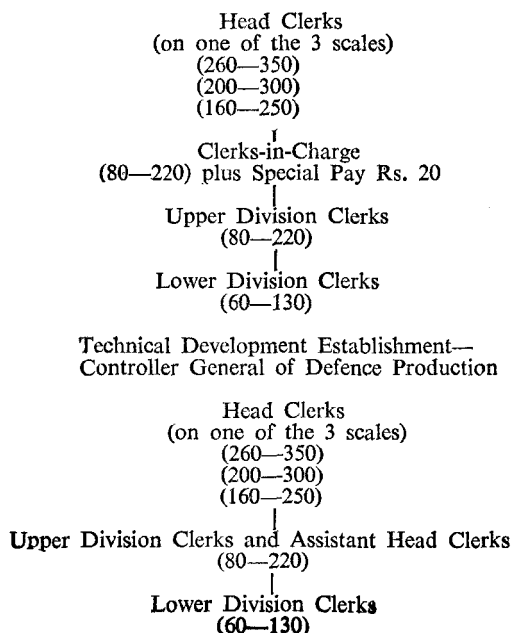 Head Clerks
(on one of the 3 scales)
(260—350)
(200—300)
(160—250)
Clerks-in-Charge
(80—220) plus Special Pay Rs. 20
Upper Division Clerks
(80—220)
Lower Division Clerks
(60—130)
Technical Development Establishment—
Controller General of Defence Production
Head Clerks
(on one of the 3 scales)
(260—350)
(200—300)
(160—250)
Upper Division Clerks and Assistant Head Clerks
(80—220)
Lower Division Clerks
(60—130)